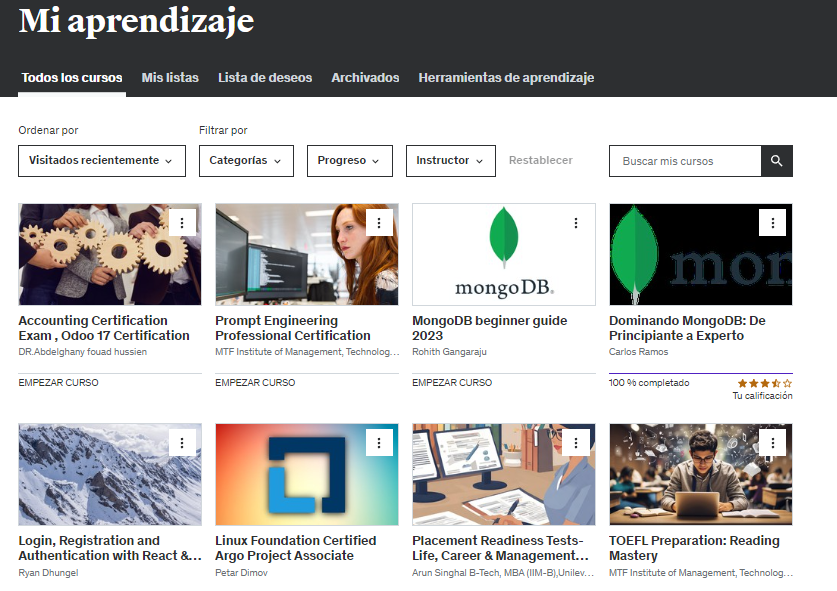 Mi aprendizaje
Todos los cursos Mis listas Lista de deseos Archivados Herramientas de aprendizaje
Ordenar por Filtrar por
Visitados recientemente Categorías Progreso Instructor Restablecer Buscar mis cursos
mongoDB®
mon
Accounting Certification
Exam , Odoo 17 Certification
DR.Abdelghany fouad hussien
EMPEZAR CURSO
Prompt Engineering
Professional Certification
MTF Institute of Management, Technolog...
EMPEZAR CURSO
MongoDB beginner guide
2023
Rohith Gangaraju
EMPEZAR CURSO
Dominando MongoDB: De
Principiante a Experto
Carlos Ramos
100 % completado
Tu calificación
Login, Registration and
Authentication with React &...
Ryan Dhungel
Linux Foundation Certified
Argo Project Associate
Petar Dimov
Placement Readiness Tests-
Life, Career & Management...
Arun Singhal B-Tech, MBA (IIM-B),Unilev...
TOEFL Preparation: Reading
Mastery
MTF Institute of Management, Technolog...